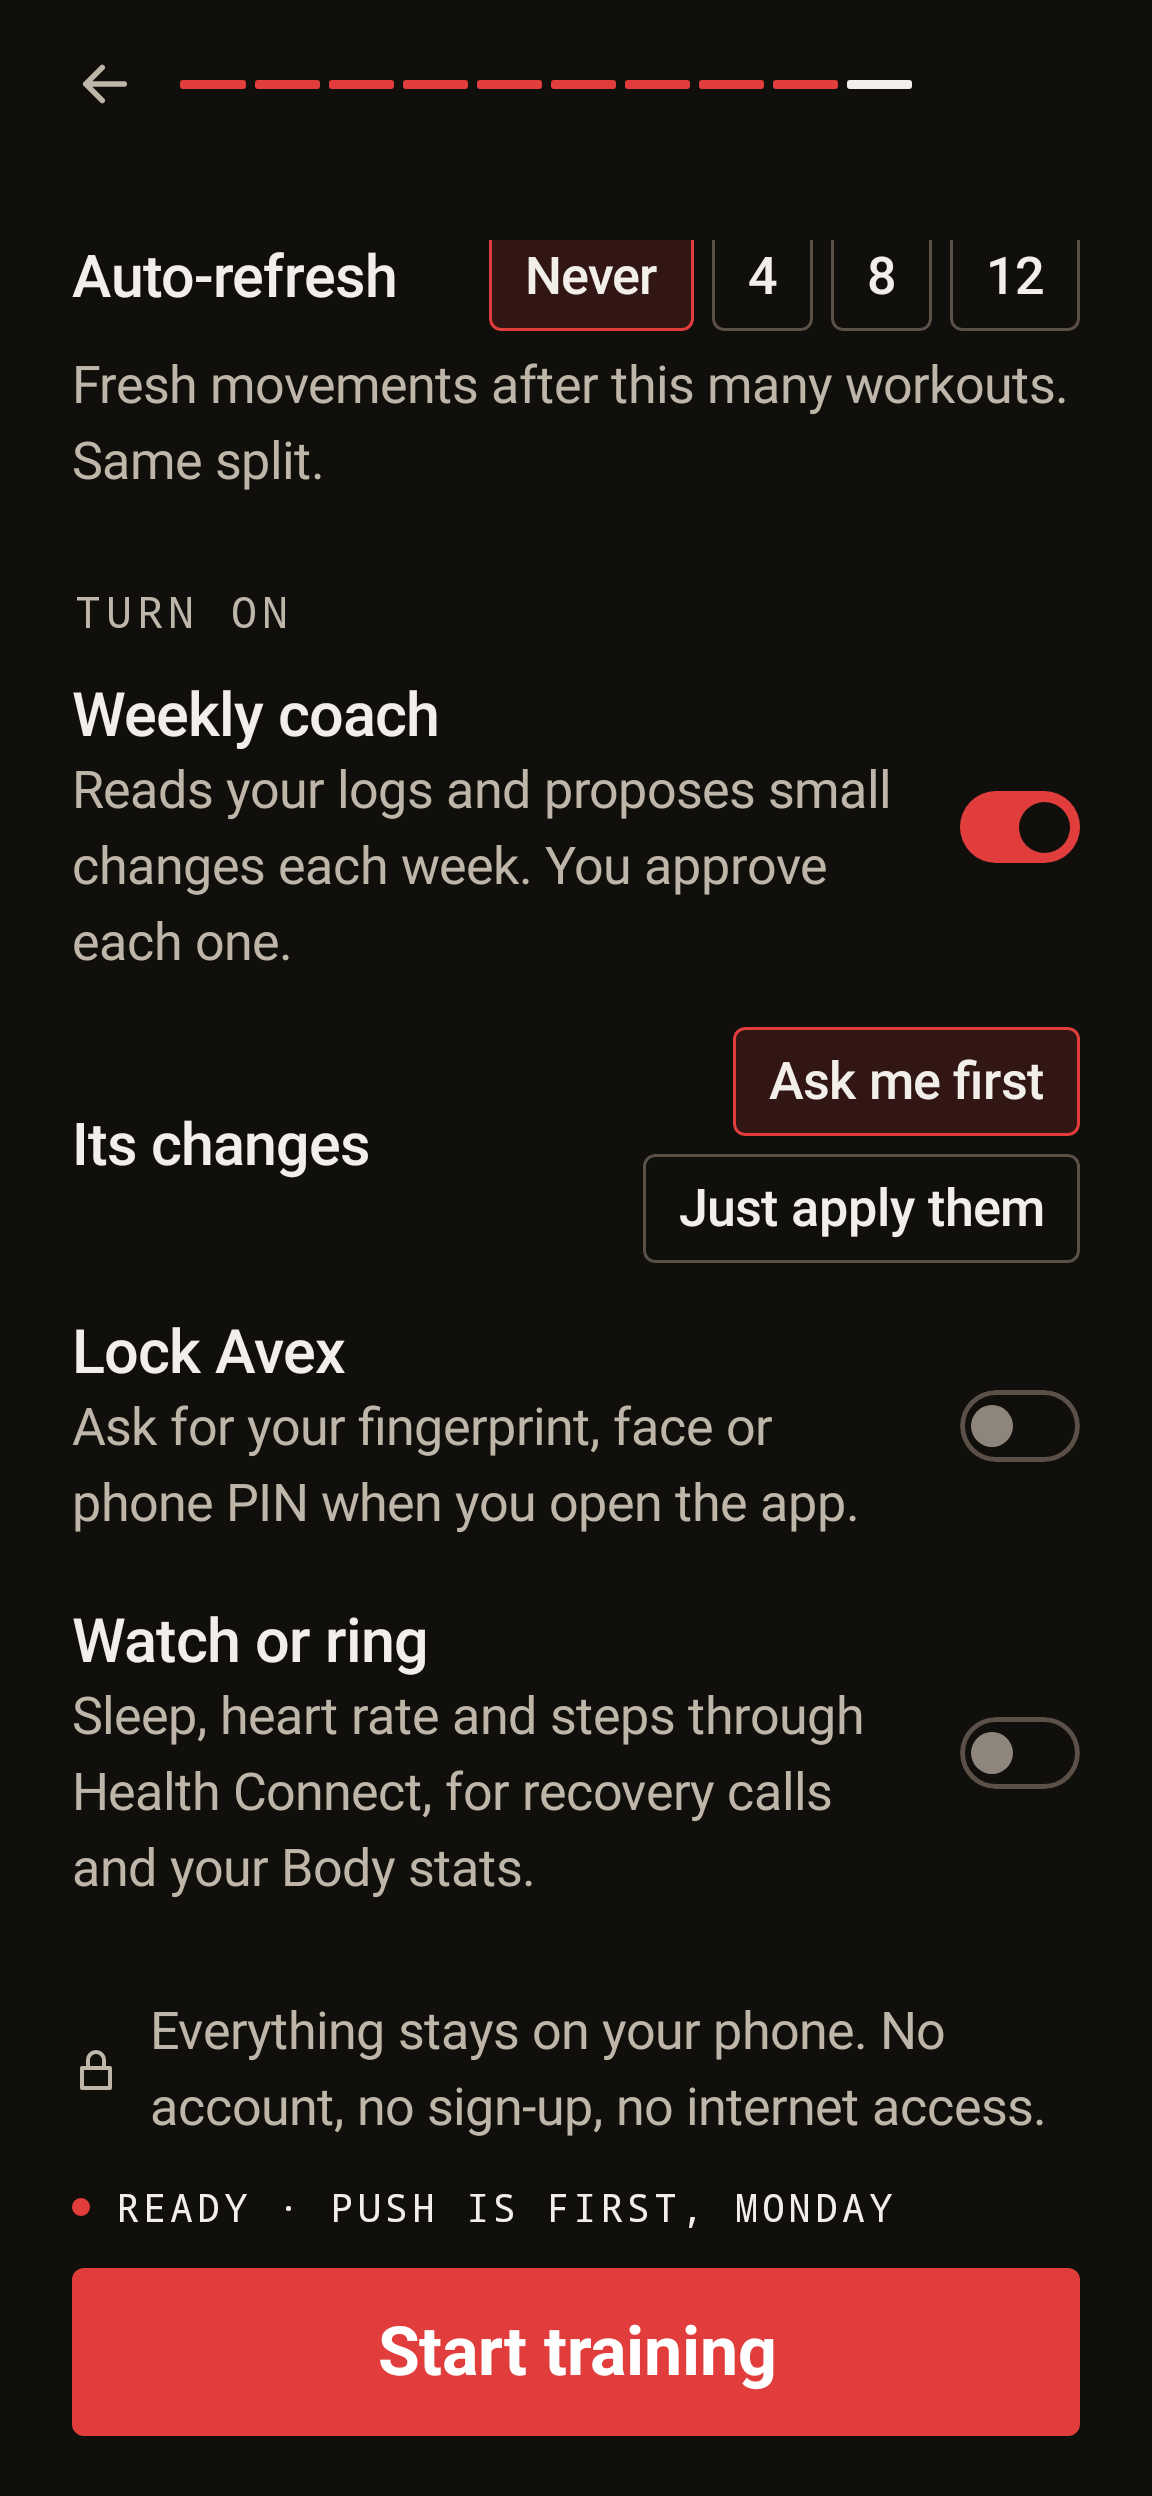 Auto-refresh Never 4 8 12
Fresh movements after this many workouts.
Same split.
TURN ON
Weekly coach
Reads your logs and proposes small
changes each week. You approve
each one.
Ask me first
Its changes
Just apply them
Lock Avex
Ask for your fingerprint, face or
phone PIN when you open the app.
Watch or ring
Sleep, heart rate and steps through
Health Connect, for recovery calls
and your Body stats.
Everything stays on your phone. No
account, no sign-up, no internet access.
READY · PUSH IS FIRST, MONDAY
Start training